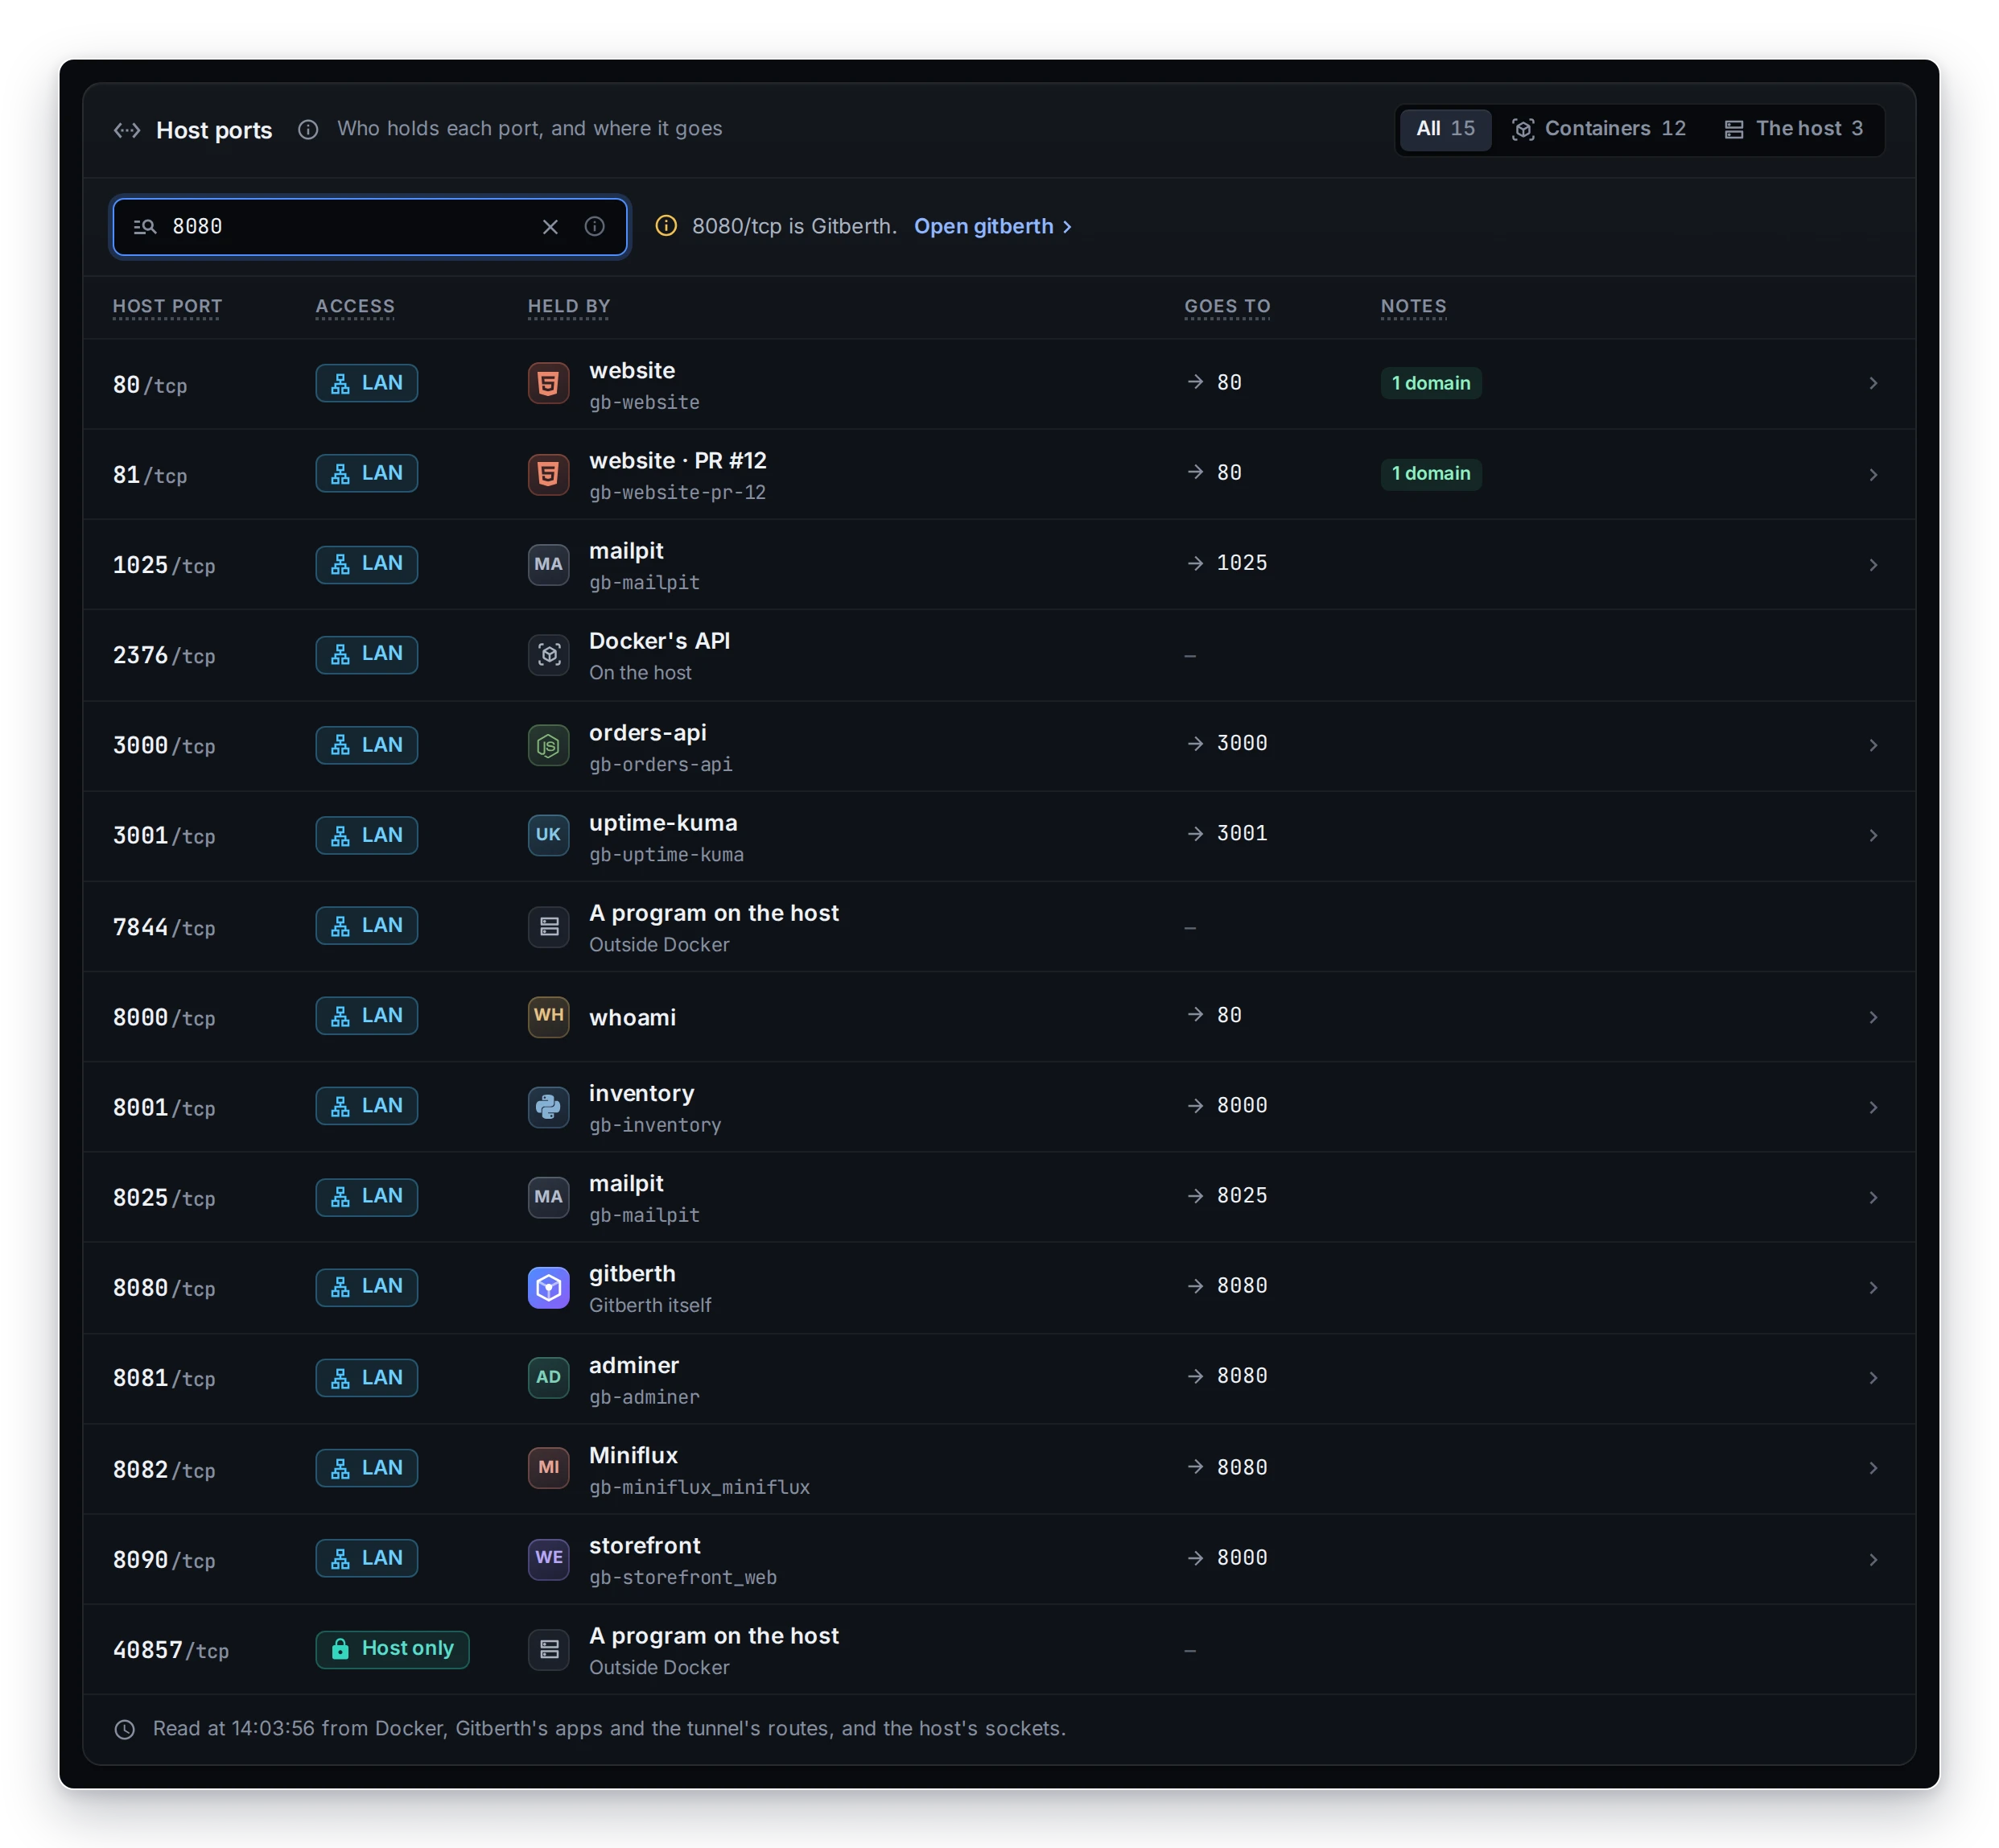 Host ports Who holds each port, and where it goes All 15 Containers 12 The host 3
8080 8080/tcp is Gitberth. Open gitberth
HOST PORT ACCESS HELD BY GOES TO NOTES
80/tcp LAN website → 80 1 domain
gb-website
81/tcp LAN website · PR #12 → 80 1 domain
gb-website-pr-12
1025/tcp LAN MA mailpit → 1025
gb-mailpit
2376/tcp LAN Docker's API –
On the host
3000/tcp LAN orders-api → 3000
gb-orders-api
3001/tcp LAN UK uptime-kuma → 3001
gb-uptime-kuma
7844/tcp LAN A program on the host –
Outside Docker
8000/tcp LAN WH whoami → 80
8001/tcp LAN inventory → 8000
gb-inventory
8025/tcp LAN MA mailpit → 8025
gb-mailpit
8080/tcp LAN gitberth → 8080
Gitberth itself
8081/tcp LAN AD adminer → 8080
gb-adminer
8082/tcp LAN MI Miniflux → 8080
gb-miniflux_miniflux
8090/tcp LAN WE storefront → 8000
gb-storefront_web
40857/tcp Host only A program on the host –
Outside Docker
Read at 14:03:56 from Docker, Gitberth's apps and the tunnel's routes, and the host's sockets.